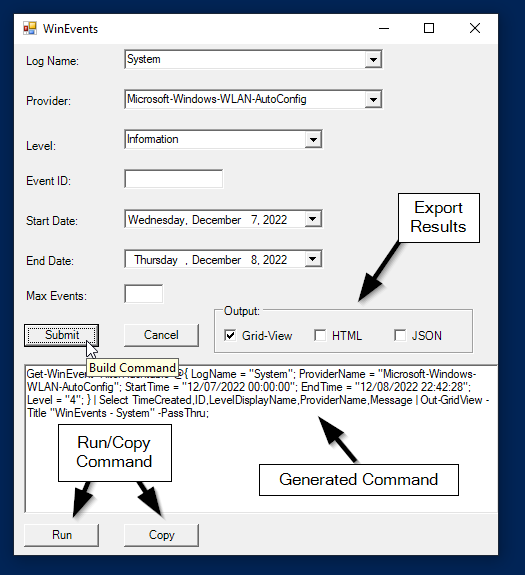 WinEvents
Log Name:
System
Provider:
Microsoft-Windows-WLAN-AutoConfig
Level:
Information
Event ID:
Start Date:
Wednesday, December 7, 2022
Export
Results
End Date:
Thursday , December 8, 2022
Max Events:
Output:
Submit
Cancel
Grid-View
HTML
JSON
Build Command
Get-WinEvent @{ LogName = "System"; ProviderName = "Microsoft-Windows-
WLAN-AutoConfig"; StartTime = "12/07/2022 00:00:00"; EndTime = "12/08/2022 22:42:28";
Level = "4"; } | Select TimeCreated,ID,LevelDisplayName,ProviderName,Message | Out-GridView -
Title "WinEvents - System" -PassThru;
Run/Copy
Command
Generated Command
Run
Copy